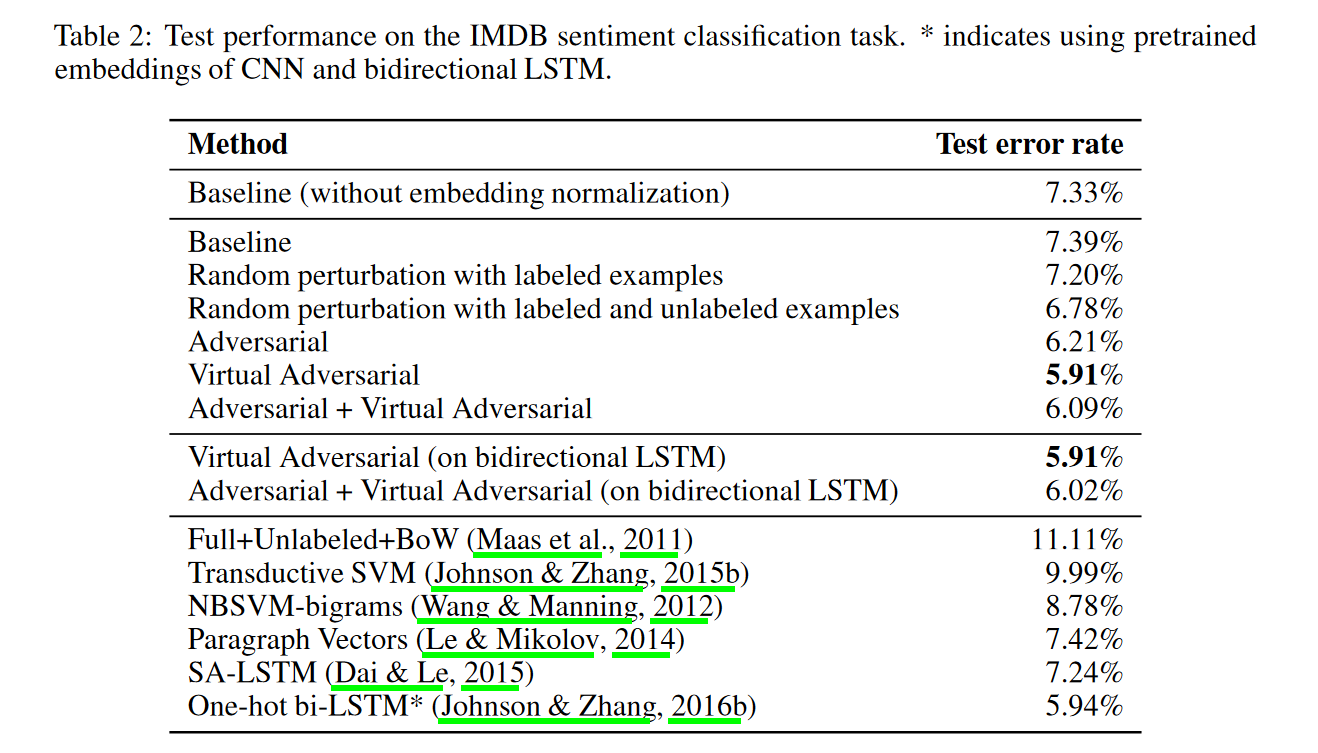 Table 2: Test performance on the IMDB sentiment classification task. * indicates using pretrained
embeddings of CNN and bidirectional LSTM.
Method Test error rate
Baseline (without embedding normalization) 7.33%
Baseline 7.39%
Random perturbation with labeled examples 7.20%
Random perturbation with labeled and unlabeled examples 6.78%
Adversarial 6.21%
Virtual Adversarial 5.91%
Adversarial + Virtual Adversarial 6.09%
Virtual Adversarial (on bidirectional LSTM) 5.91%
Adversarial + Virtual Adversarial (on bidirectional LSTM) 6.02%
Full+Unlabeled+BoW (Maas et al., 2011) 11.11%
Transductive SVM (Johnson & Zhang, 2015b) 9.99%
NBSVM-bigrams (Wang & Manning, 2012) 8.78%
Paragraph Vectors (Le & Mikolov, 2014) 7.42%
SA-LSTM (Dai & Le, 2015) 7.24%
One-hot bi-LSTM* (Johnson & Zhang, 2016b) 5.94%